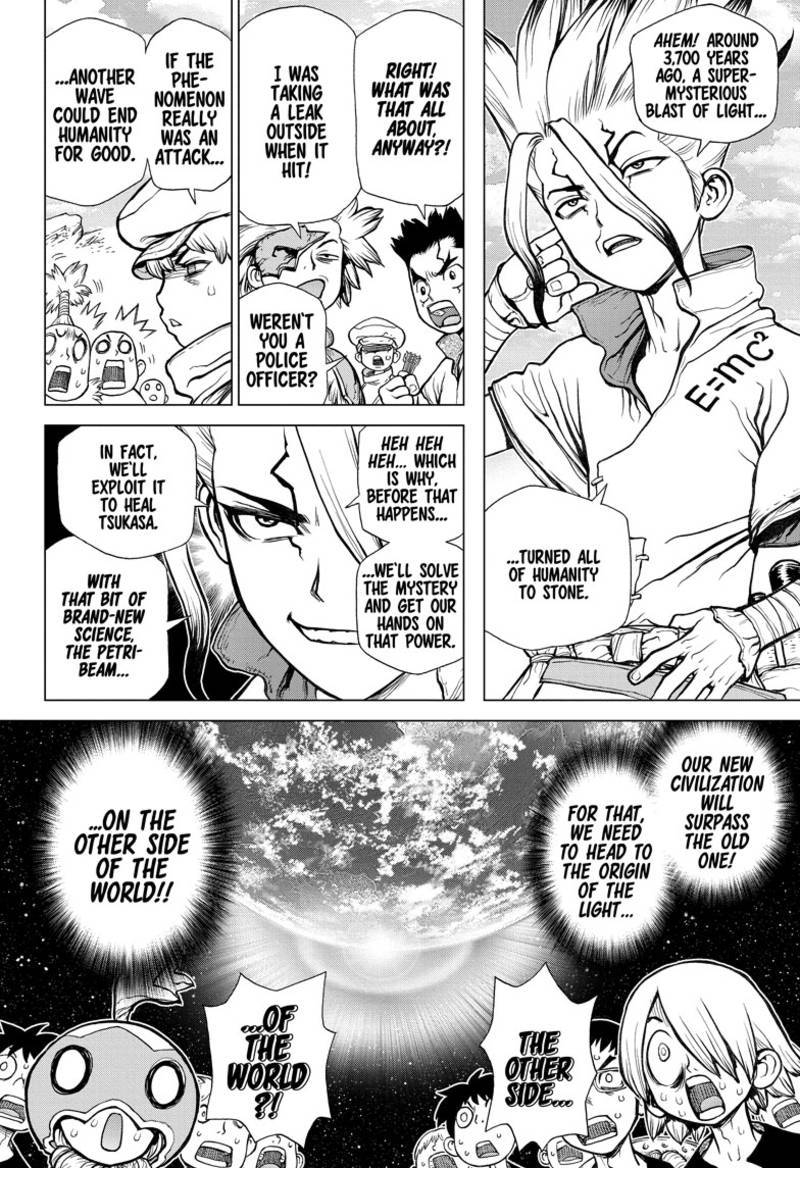 AHEM! AROUND
3,700 YEARS
AGO, A SUPER-
MYSTERIOUS
BLAST OF LIGHT...
E=mc²
...TURNED ALL
OF HUMANITY
TO STONE.
RIGHT!
WHAT WAS
THAT ALL
ABOUT,
ANYWAY?!
I WAS
TAKING
A LEAK
OUTSIDE
WHEN IT
HIT!
WEREN'T
YOU A
POLICE
OFFICER?
IF THE
PHE-
NOMENON
REALLY
WAS AN
ATTACK...
...ANOTHER
WAVE
COULD END
HUMANITY
FOR GOOD.
HEH HEH
HEH... WHICH
IS WHY,
BEFORE THAT
HAPPENS...
...WE'LL SOLVE
THE MYSTERY
AND GET OUR
HANDS ON
THAT POWER.
IN FACT,
WE'LL
EXPLOIT IT
TO HEAL
TSUKASA.
WITH
THAT BIT OF
BRAND-NEW
SCIENCE,
THE PETRI-
BEAM...
OUR NEW
CIVILIZATION
WILL
SURPASS
THE OLD
ONE!
FOR THAT,
WE NEED
TO HEAD TO
THE ORIGIN
OF THE
LIGHT...
...ON THE
OTHER SIDE
OF THE
WORLD!!
THE
OTHER
SIDE...
...OF
THE
WORLD
?!